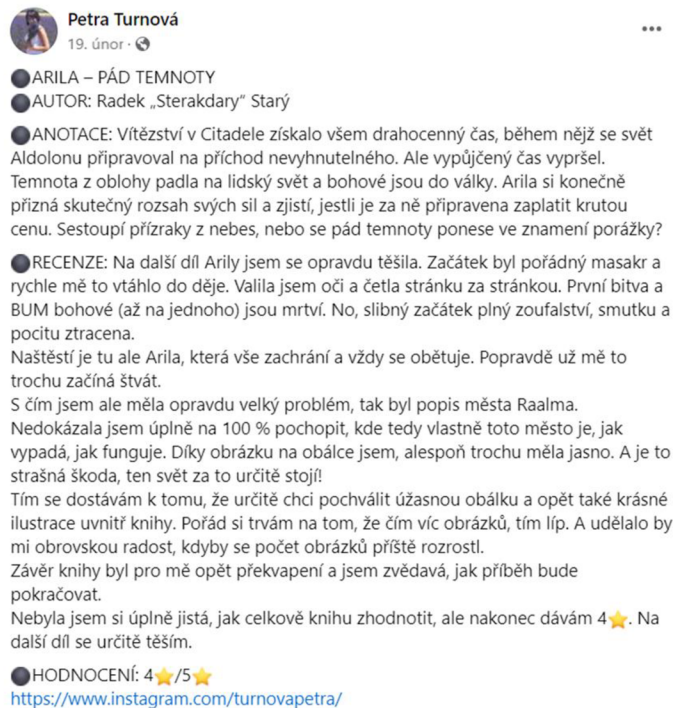 Petra Turnová
19. únor ·
ARILA – PÁD TEMNOTY
AUTOR: Radek „Sterakdary“ Starý
ANOTACE: Vítězství v Citadele získalo všem drahocenný čas, během nějž se svět
Aldolonu připravoval na příchod nevyhnutelného. Ale vypůjčený čas vypršel.
Temnota z oblohy padla na lidský svět a bohové jsou do války. Arila si konečně
přizná skutečný rozsah svých sil a zjistí, jestli je za ně připravena zaplatit krutou
cenu. Sestoupí přízraky z nebes, nebo se pád temnoty ponese ve znamení porážky?
RECENZE: Na další díl Arily jsem se opravdu těšila. Začátek byl pořádný masakr a
rychle mě to vtáhlo do děje. Valila jsem oči a četla stránku za stránkou. První bitva a
BUM bohové (až na jednoho) jsou mrtví. No, slibný začátek plný zoufalství, smutku a
pocitu ztracena.
Naštěstí je tu ale Arila, která vše zachrání a vždy se obětuje. Popravdě už mě to
trochu začíná štvát.
S čím jsem ale měla opravdu velký problém, tak byl popis města Raalma.
Nedokázala jsem úplně na 100 % pochopit, kde tedy vlastně toto město je, jak
vypadá, jak funguje. Díky obrázku na obálce jsem, alespoň trochu měla jasno. A je to
strašná škoda, ten svět za to určitě stojí!
Tím se dostávám k tomu, že určitě chci pochválit úžasnou obálku a opět také krásné
ilustrace uvnitř knihy. Pořád si trvám na tom, že čím víc obrázků, tím líp. A udělalo by
mi obrovskou radost, kdyby se počet obrázků příště rozrostl.
Závěr knihy byl pro mě opět překvapení a jsem zvědavá, jak příběh bude
pokračovat.
Nebyla jsem si úplně jistá, jak celkově knihu zhodnotit, ale nakonec dávám 4⭐. Na
další díl se určitě těším.
HODNOCENÍ: 4⭐/5⭐
https://www.instagram.com/turnovapetra/